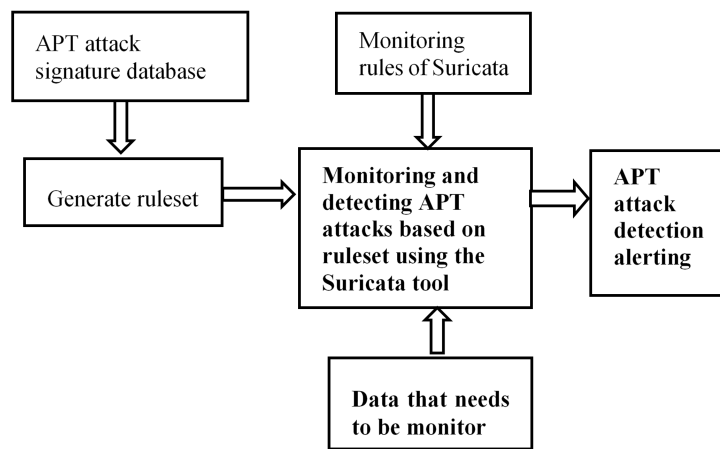 APT attack
signature database
Monitoring
rules of Suricata
Generate ruleset
Monitoring and
detecting APT
attacks based on
ruleset using the
Suricata tool
APT
attack
detection
alerting
Data that needs
to be monitor